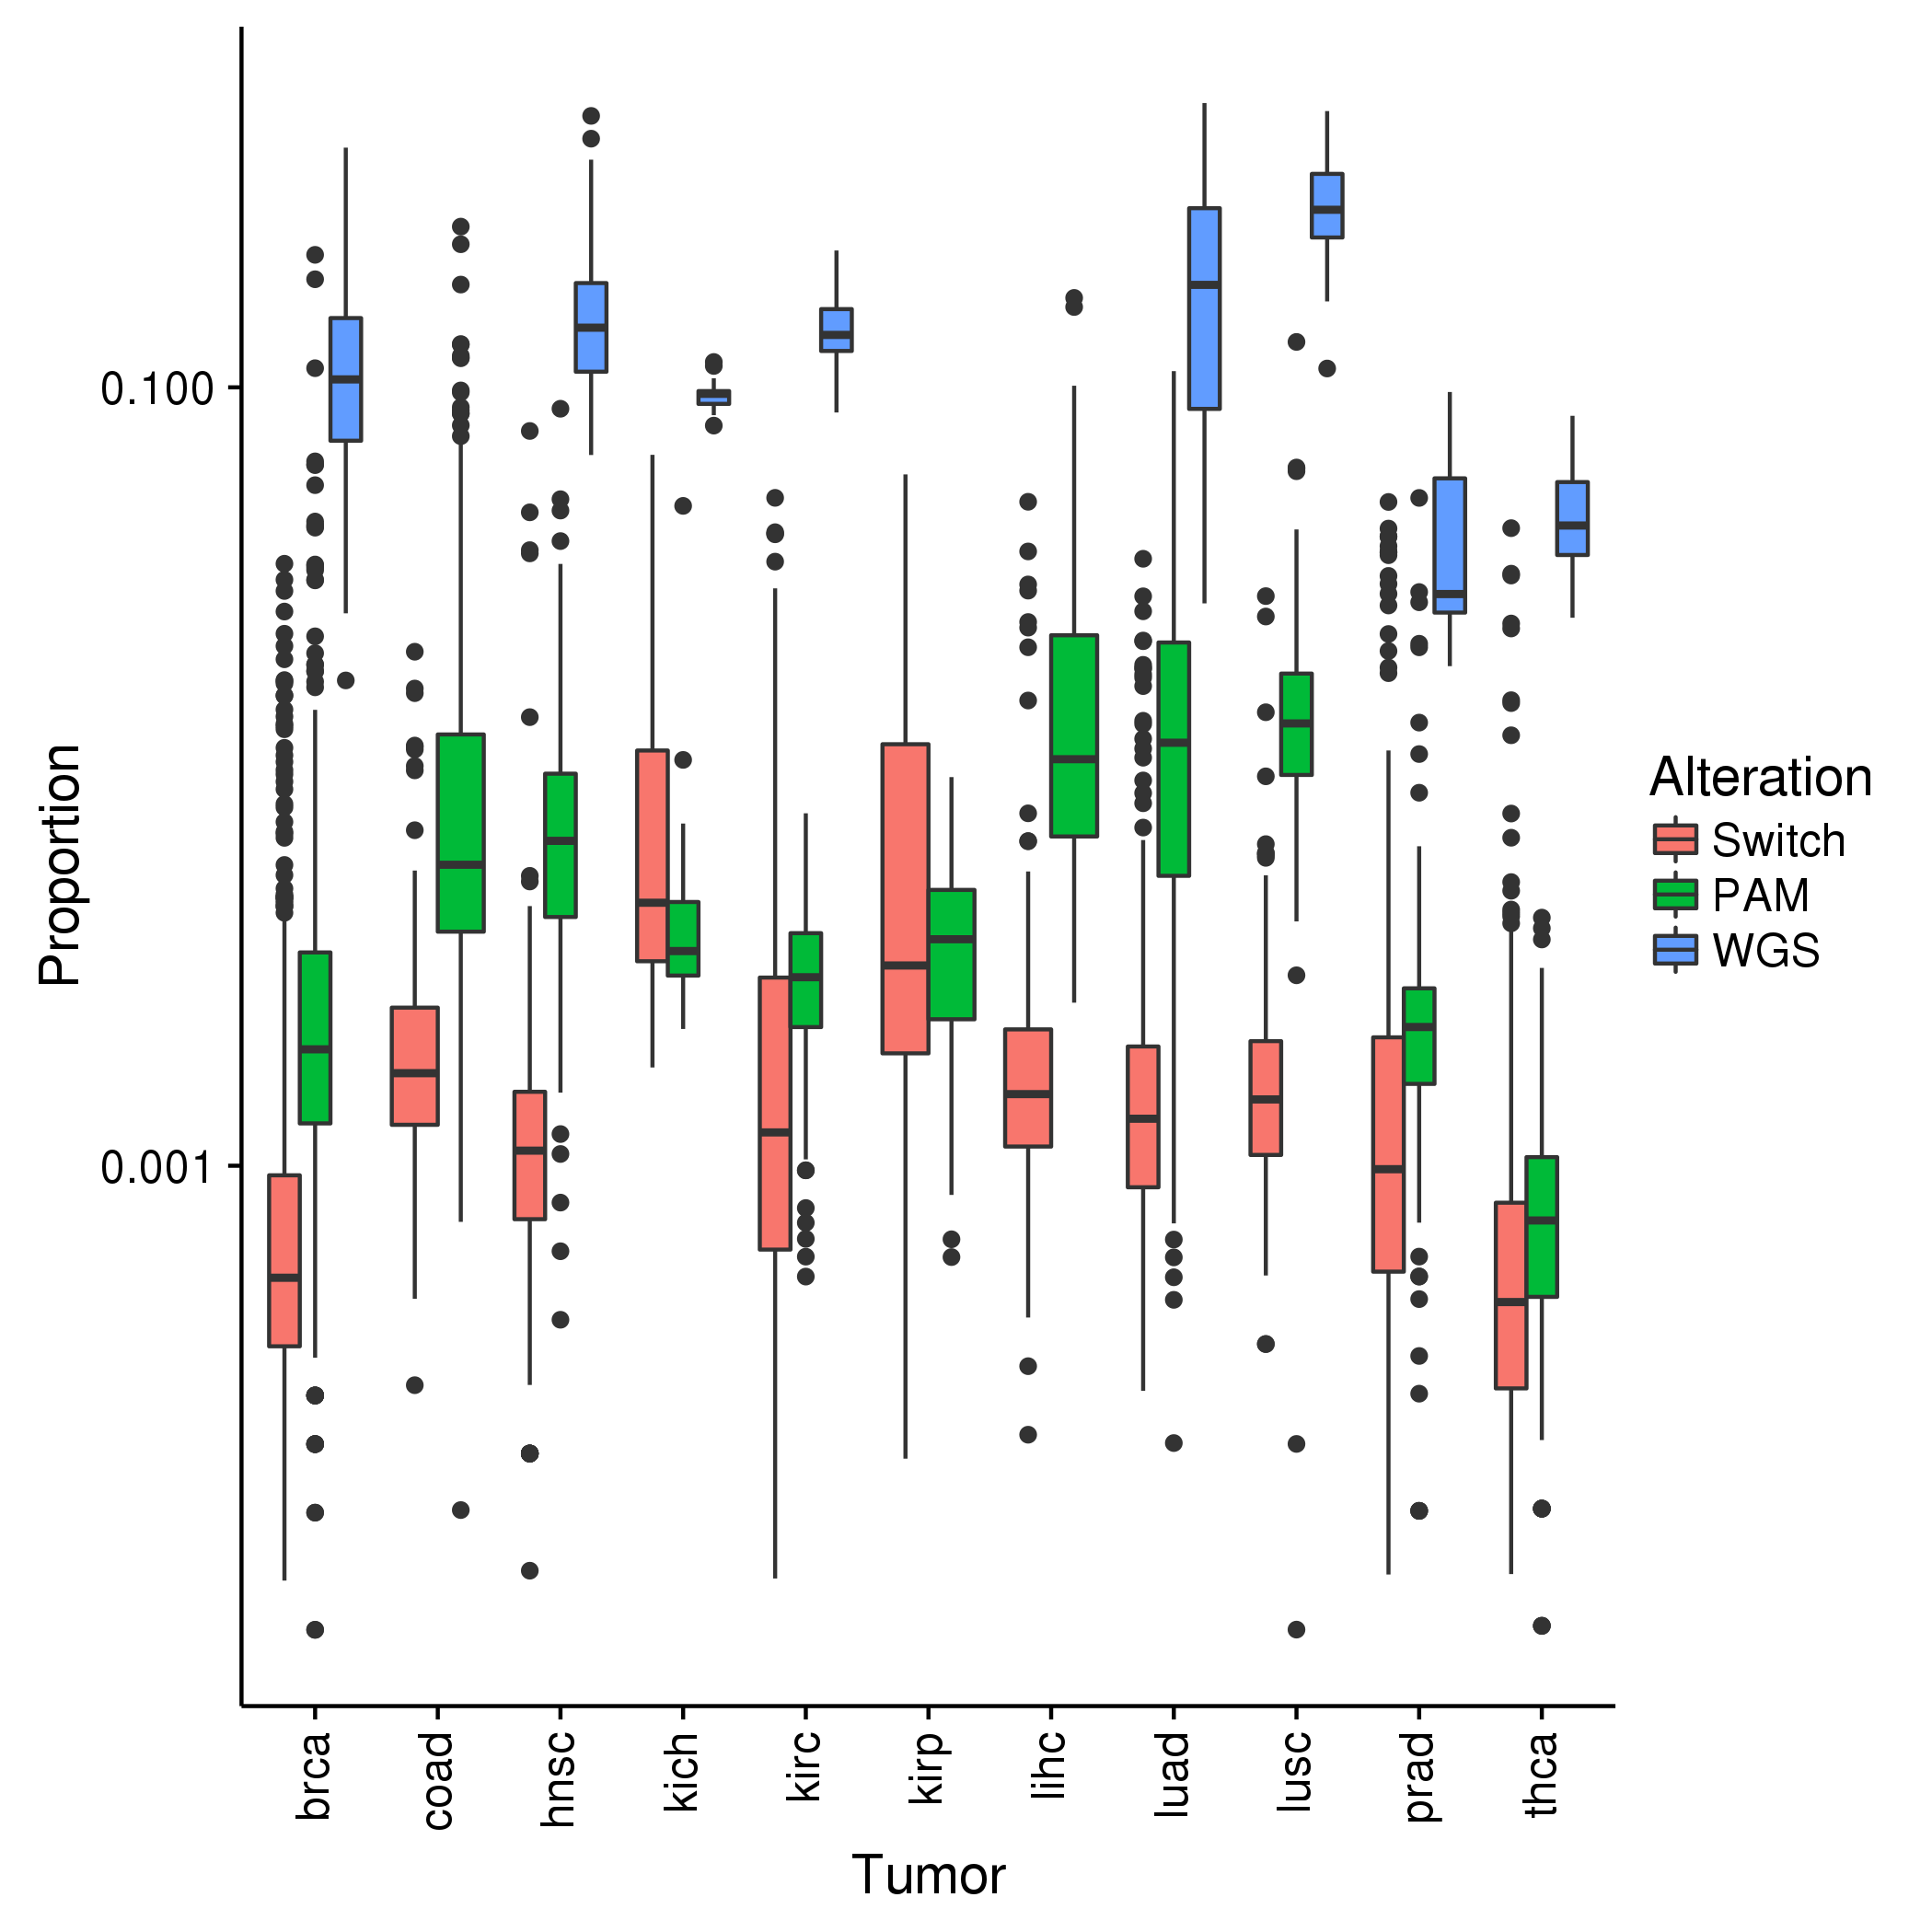 0.100
0.001
Proportion
brca
coad
hnsc
kich
kirc
kirp
lihc
luad
lusc
prad
thca
Tumor
Alteration
Switch
PAM
WGS